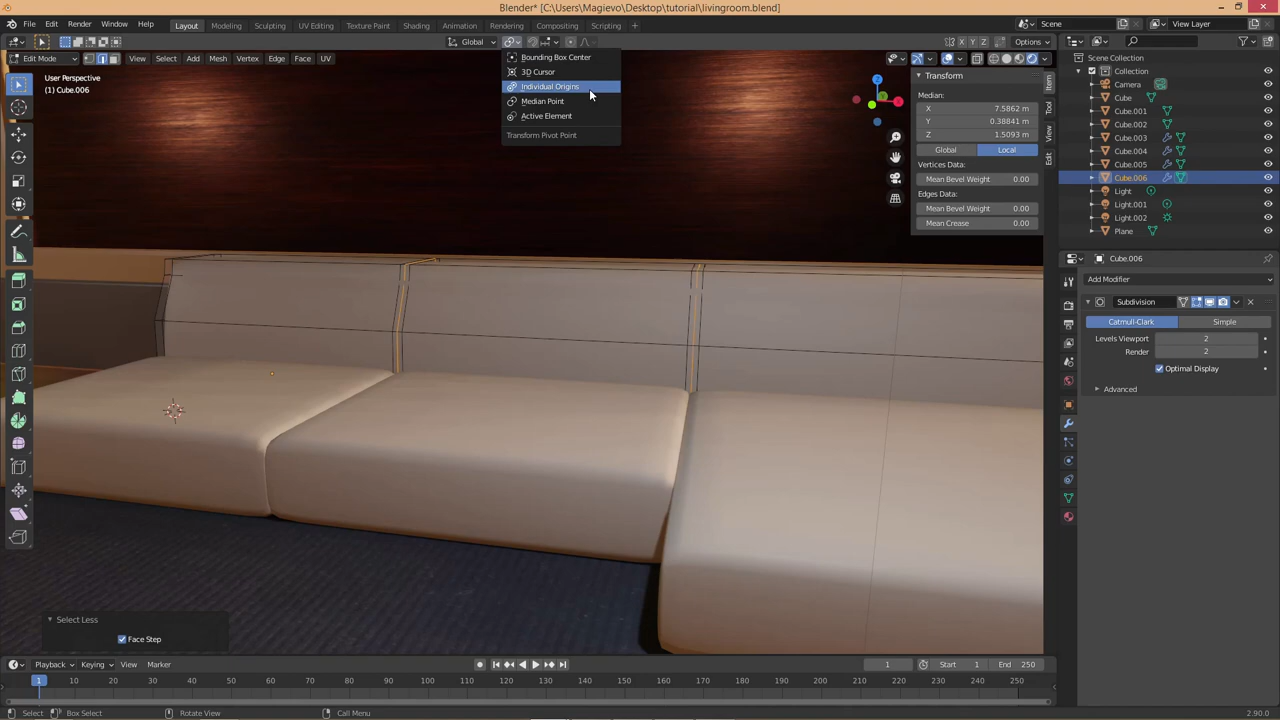 Blender* [C:\Users\Magievo\Desktop\tutorial\livingroom.blend]
File Edit Render Window Help
Layout Modeling Sculpting UV Editing Texture Paint Shading Animation Rendering Compositing Scripting +
Scene View Layer
Global Options
Edit Mode View Select Add Mesh Vertex Edge Face UV
X Y Z
User Perspective
(1) Cube.006
Bounding Box Center
3D Cursor
Individual Origins
Median Point
Active Element
Transform Pivot Point
Z
X
Y
Transform
Median:
X 7.5862 m
Y 0.38841 m
Z 1.5093 m
Global Local
Vertices Data:
Mean Bevel Weight 0.00
Edges Data:
Mean Bevel Weight 0.00
Mean Crease 0.00
Item
Tool
View
Edit
Scene Collection
Collection
Camera
Cube
Cube.001
Cube.002
Cube.003
Cube.004
Cube.005
Cube.006
Light
Light.001
Light.002
Plane
Cube.006
Add Modifier
Subdivision
Catmull-Clark Simple
Levels Viewport 2
Render 2
Optimal Display
Advanced
Select Less
Face Step
Playback Keying View Marker
1 Start 1 End 250
1 10 20 30 40 50 60 70 80 90 100 110 120 130 140 150 160 170 180 190 200 210 220 230 240 250
Select Box Select Rotate View Call Menu 2.90.0